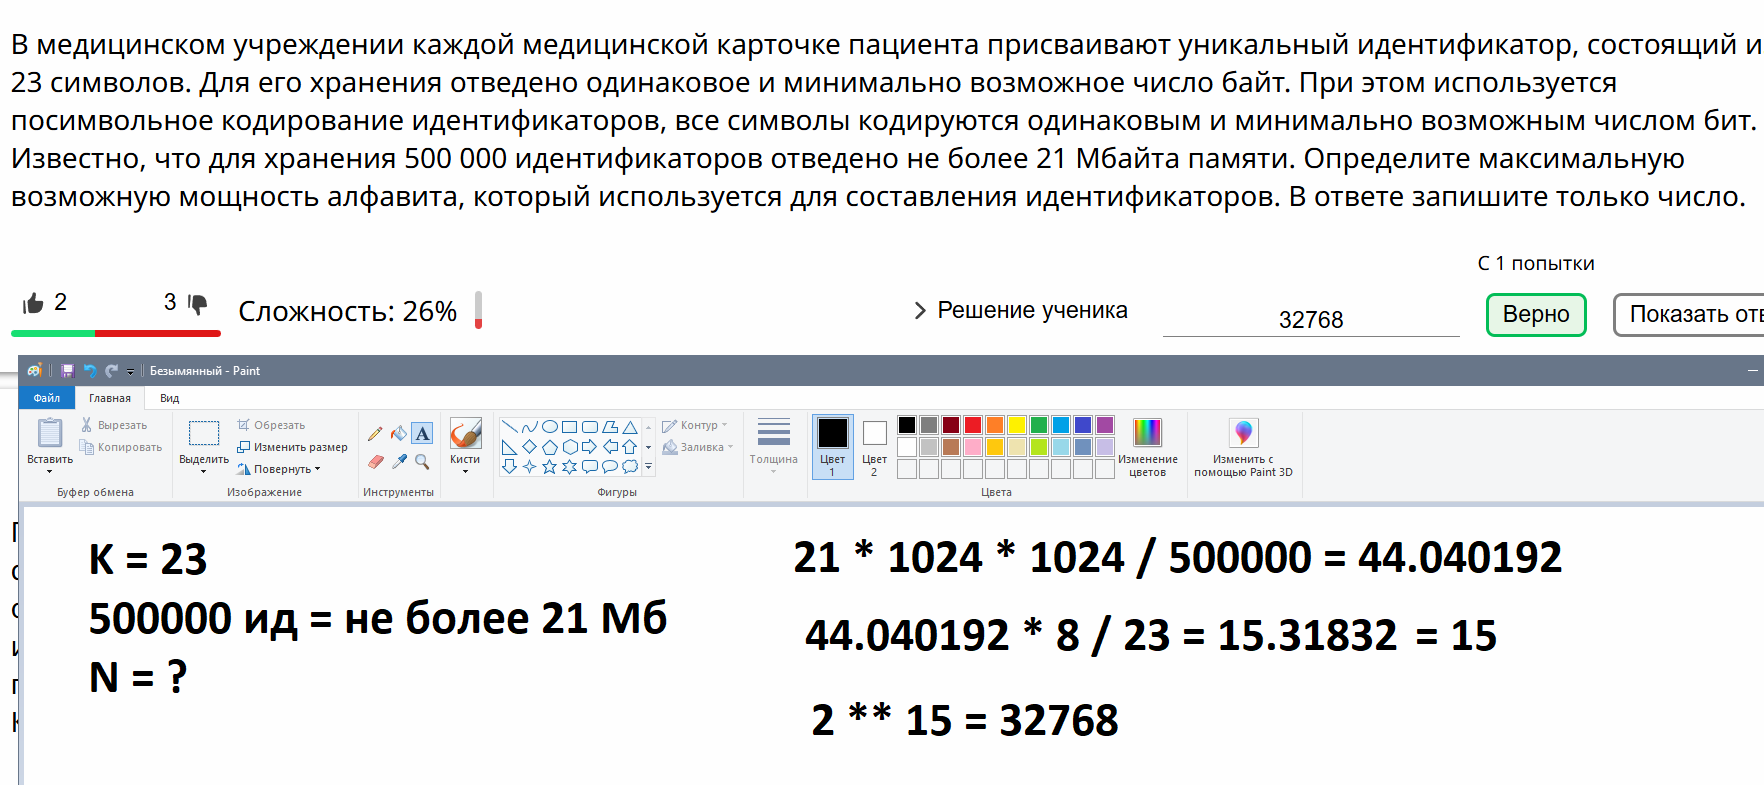 В медицинском учреждении каждой медицинской карточке пациента присваивают уникальный идентификатор, состоящий и
23 символов. Для его хранения отведено одинаковое и минимально возможное число байт. При этом используется
посимвольное кодирование идентификаторов, все символы кодируются одинаковым и минимально возможным числом бит.
Известно, что для хранения 500 000 идентификаторов отведено не более 21 Мбайта памяти. Определите максимальную
возможную мощность алфавита, который используется для составления идентификаторов. В ответе запишите только число.
С 1 попытки
2 3 Сложность: 26% Решение ученика 32768 Верно Показать отв
Безымянный - Paint
Файл Главная Вид
Вставить Вырезать Копировать
Буфер обмена
Выделить Обрезать Изменить размер Повернуть
Изображение
A
Инструменты
Кисти
Контур Заливка
Фигуры
Толщина
Цвет 1 Цвет 2
Изменение цветов
Цвета
Изменить с помощью Paint 3D
K = 23
500000 ид = не более 21 Мб
N = ?
21 * 1024 * 1024 / 500000 = 44.040192
44.040192 * 8 / 23 = 15.31832 = 15
2 ** 15 = 32768